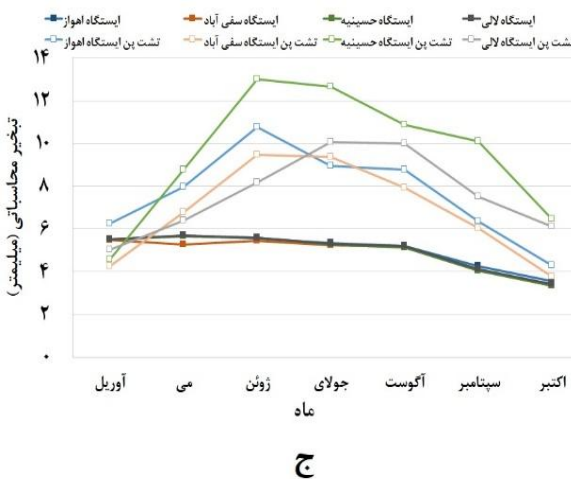 ایستگاه اهواز ایستگاه سفی آباد ایستگاه حسینیه ایستگاه لالی
تشت پن ایستگاه اهواز تشت پن ایستگاه سفی آباد تشت پن ایستگاه حسینیه تشت پن ایستگاه لالی
۱۴
۱۲
۱۰
۸
۶
۴
۲
۰
تبخیر محاسباتی (میلیمتر)
آوریل می ژوئن جولای آگوست سپتامبر اکتبر
ماه
ج